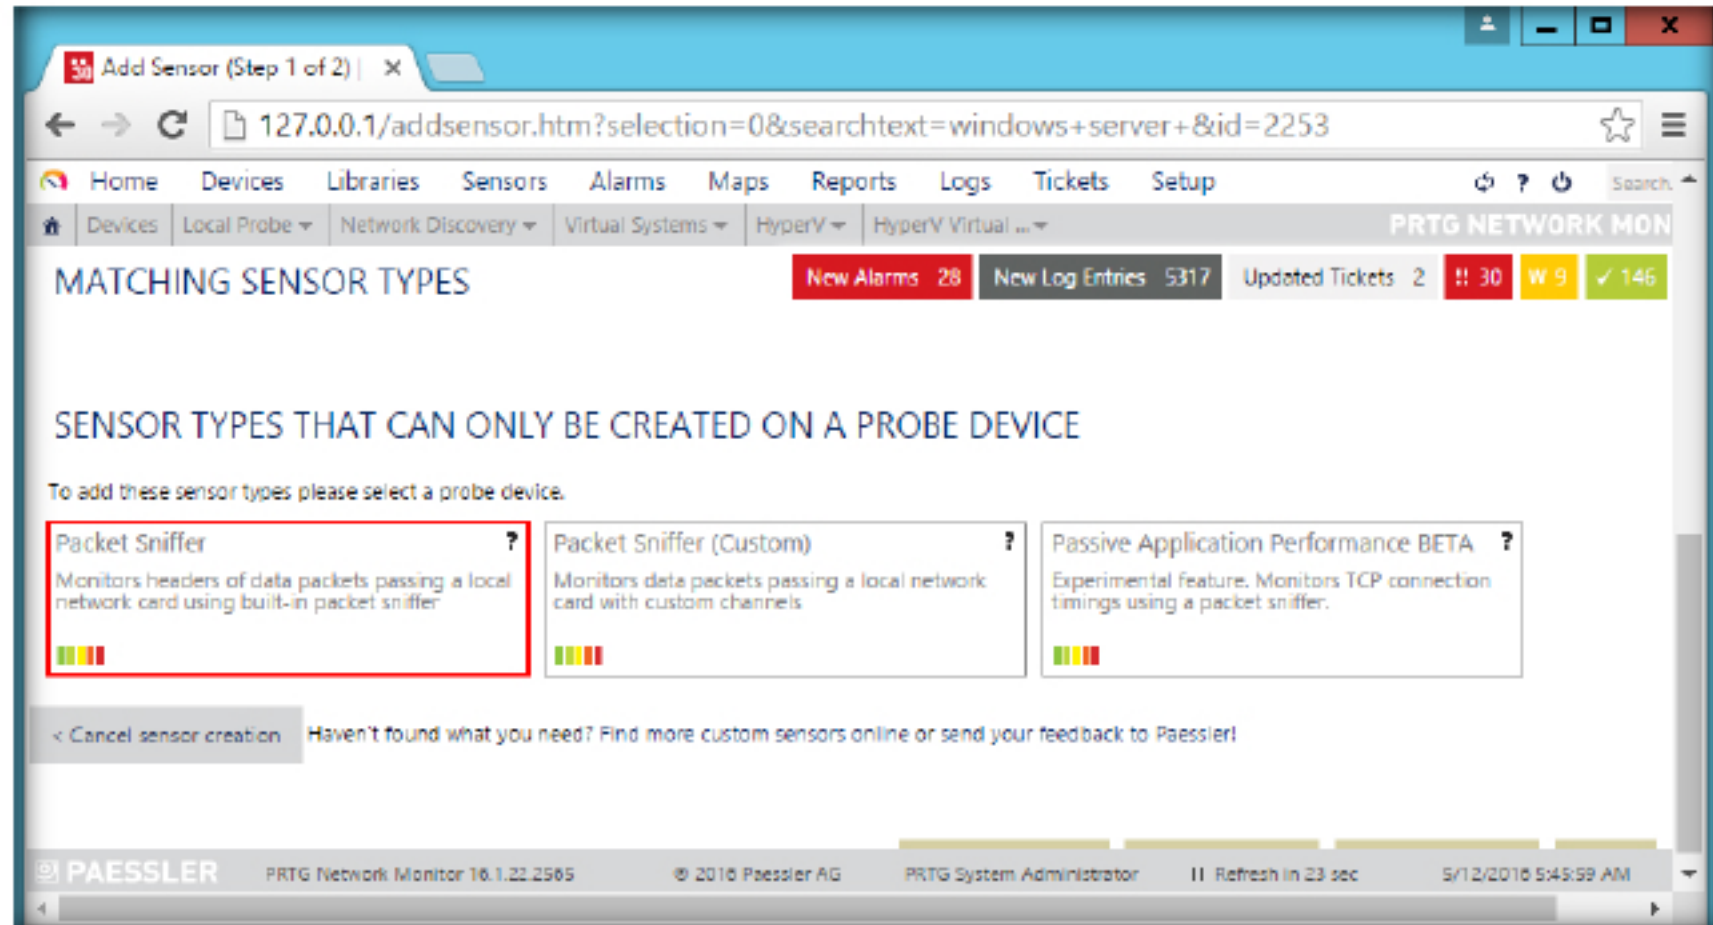 Add Sensor (Step 1 of 2) |
127.0.0.1/addsensor.htm?selection=0&searchtext=windows+server+&id=2253
Home Devices Libraries Sensors Alarms Maps Reports Logs Tickets Setup ? Search.
Devices Local Probe Network Discovery Virtual Systems HyperV HyperV Virtual ... PRTG NETWORK MON
MATCHING SENSOR TYPES New Alarms 28 New Log Entries 5317 Updated Tickets 2 !! 30 W 9 ✓ 146
SENSOR TYPES THAT CAN ONLY BE CREATED ON A PROBE DEVICE
To add these sensor types please select a probe device.
Packet Sniffer ?
Monitors headers of data packets passing a local
network card using built-in packet sniffer
Packet Sniffer (Custom) ?
Monitors data packets passing a local network
card with custom channels
Passive Application Performance BETA ?
Experimental feature. Monitors TCP connection
timings using a packet sniffer.
< Cancel sensor creation Haven't found what you need? Find more custom sensors online or send your feedback to Paessler!
PAESSLER PRTG Network Monitor 16.1.22.2565 © 2016 Paessler AG PRTG System Administrator Refresh in 23 sec 5/12/2016 5:45:59 AM